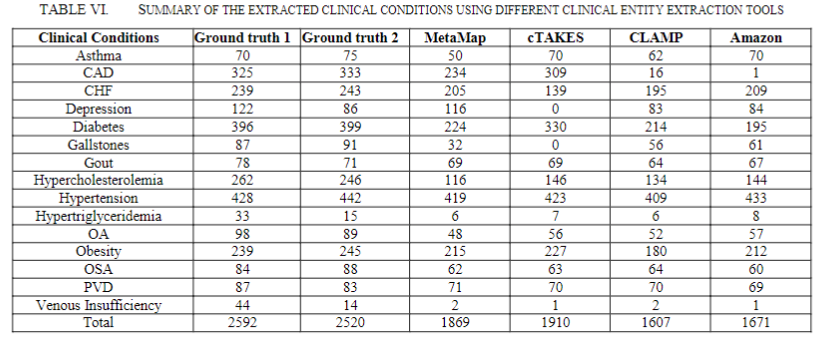 TABLE VI. SUMMARY OF THE EXTRACTED CLINICAL CONDITIONS USING DIFFERENT CLINICAL ENTITY EXTRACTION TOOLS
Clinical Conditions Ground truth 1 Ground truth 2 MetaMap cTAKES CLAMP Amazon
Asthma 70 75 50 70 62 70
CAD 325 333 234 309 16 1
CHF 239 243 205 139 195 209
Depression 122 86 116 0 83 84
Diabetes 396 399 224 330 214 195
Gallstones 87 91 32 0 56 61
Gout 78 71 69 69 64 67
Hypercholesterolemia 262 246 116 146 134 144
Hypertension 428 442 419 423 409 433
Hypertriglyceridemia 33 15 6 7 6 8
OA 98 89 48 56 52 57
Obesity 239 245 215 227 180 212
OSA 84 88 62 63 64 60
PVD 87 83 71 70 70 69
Venous Insufficiency 44 14 2 1 2 1
Total 2592 2520 1869 1910 1607 1671